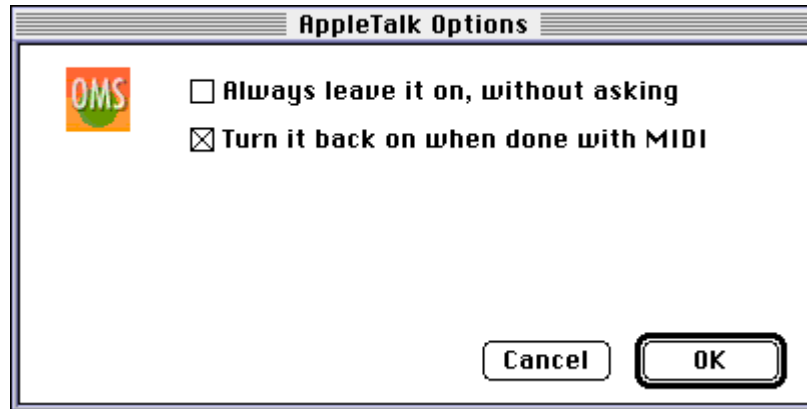 AppleTalk Options
OMS
Always leave it on, without asking
Turn it back on when done with MIDI
Cancel
OK